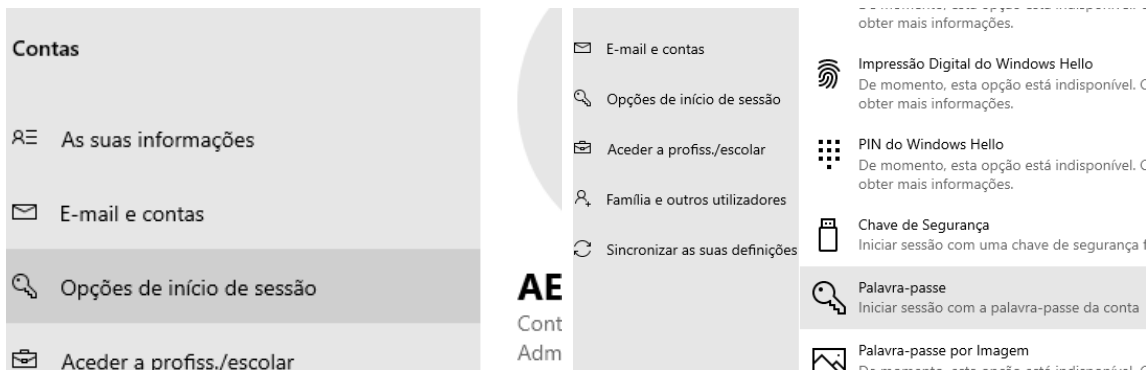 Contas
As suas informações
E-mail e contas
Opções de início de sessão
Aceder a profiss./escolar
AE
Cont
Adm
E-mail e contas
Opções de início de sessão
Aceder a profiss./escolar
Família e outros utilizadores
Sincronizar as suas definições
obter mais informações.
Impressão Digital do Windows Hello
De momento, esta opção está indisponível. C
obter mais informações.
PIN do Windows Hello
De momento, esta opção está indisponível. C
obter mais informações.
Chave de Segurança
Iniciar sessão com uma chave de segurança f
Palavra-passe
Iniciar sessão com a palavra-passe da conta
Palavra-passe por Imagem